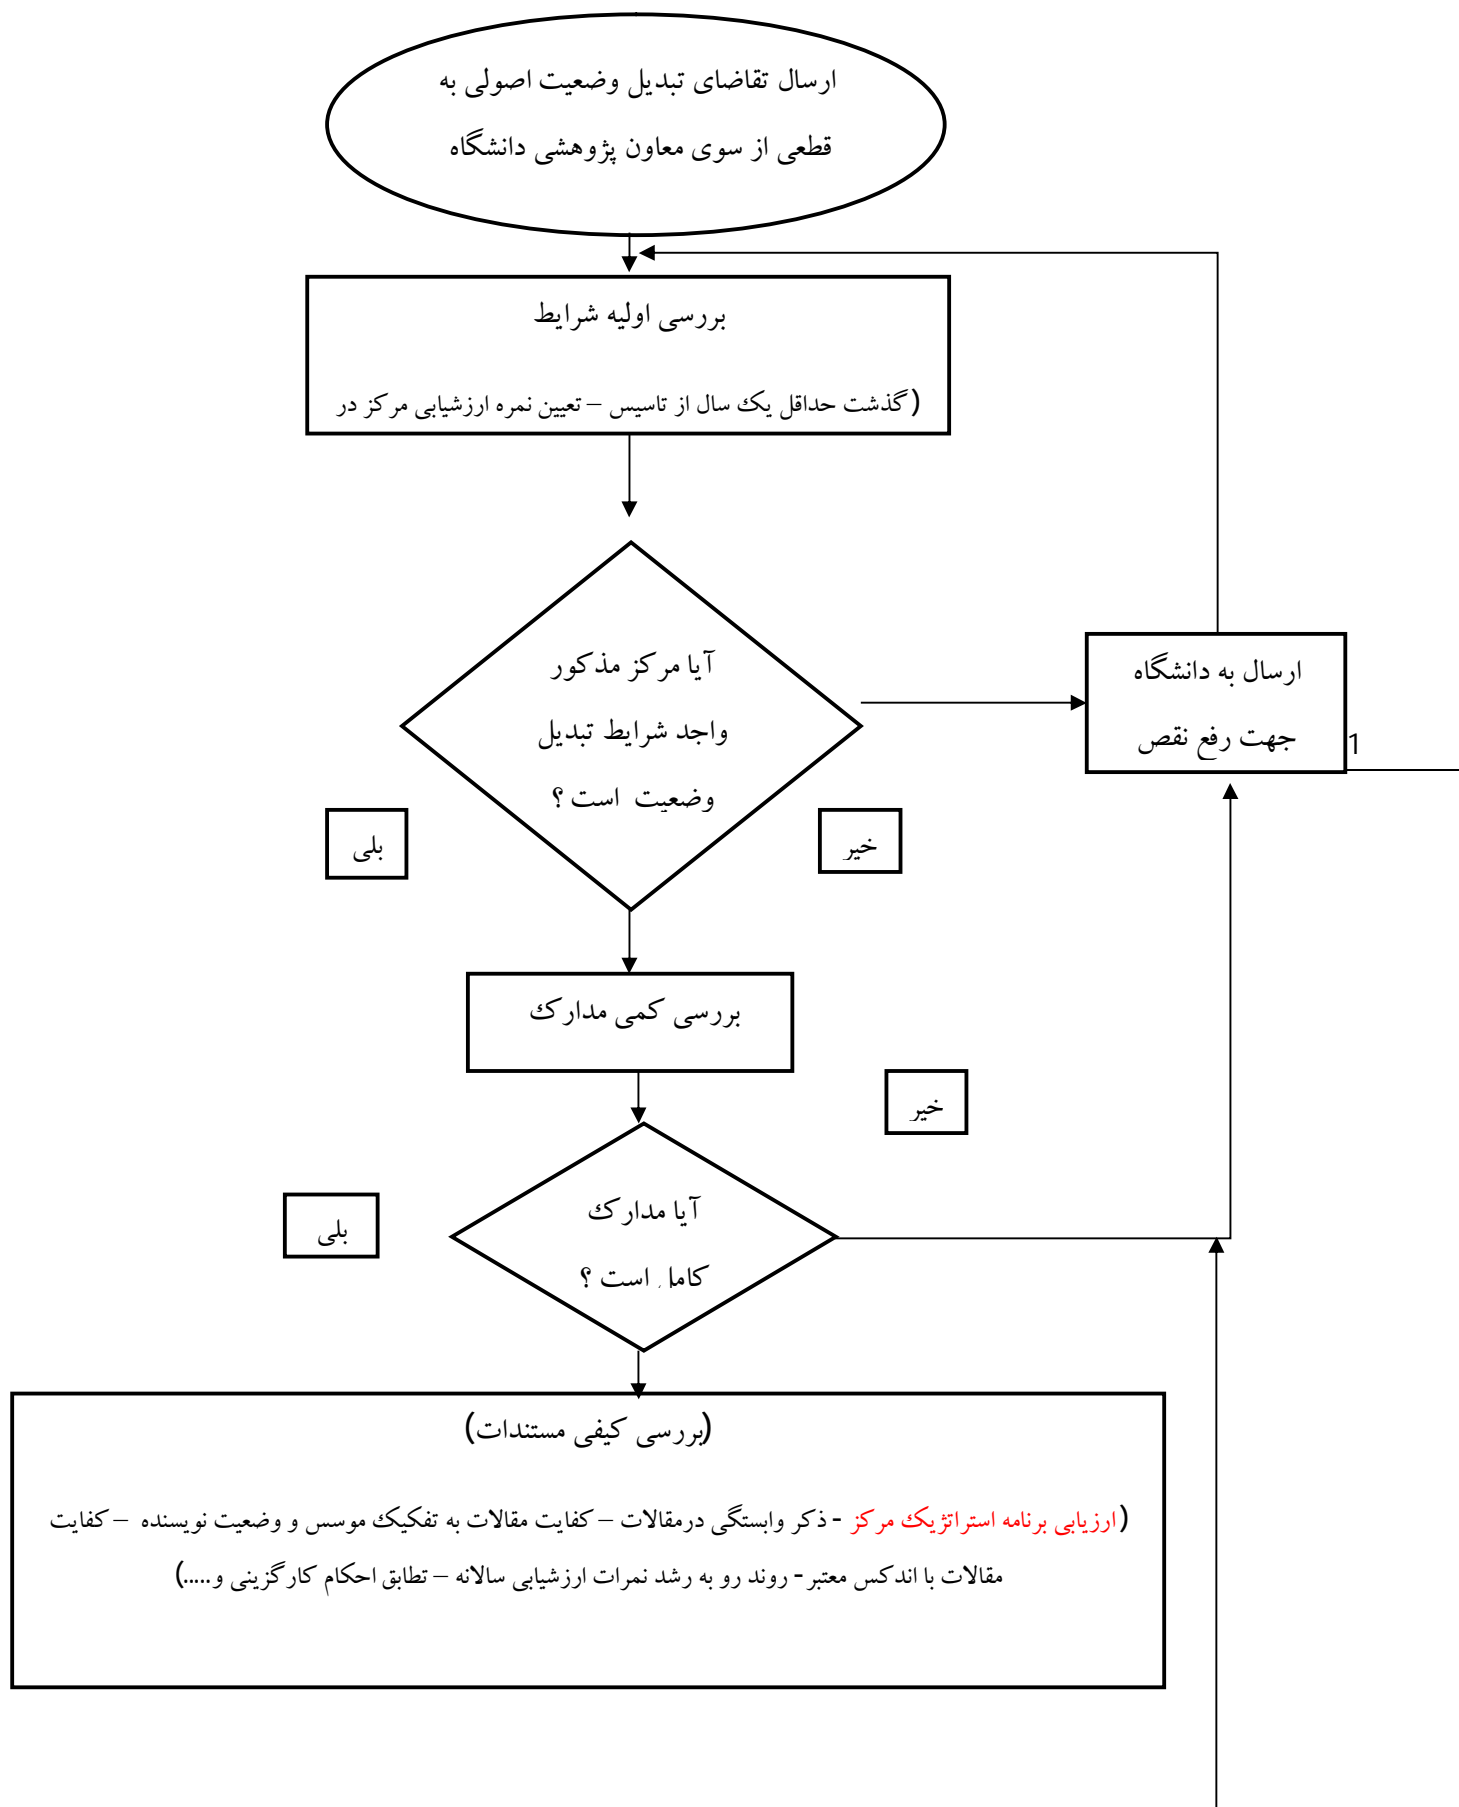 ارسال تقاضای تبدیل وضعیت اصولی به
قطعی از سوی معاون پژوهشی دانشگاه
بررسی اولیه شرایط
(گذشت حداقل یک سال از تاسیس – تعیین نمره ارزشیابی مرکز در
آیا مرکز مذکور
واجد شرایط تبدیل
وضعیت است ؟
ارسال به دانشگاه
جهت رفع نقص
1
بلی
خیر
بررسی کمی مدارک
خیر
آیا مدارک
کامل است ؟
بلی
(بررسی کیفی مستندات)
(ارزیابی برنامه استراتژیک مرکز - ذکر وابستگی درمقالات – کفایت مقالات به تفکیک موسس و وضعیت نویسنده – کفایت
مقالات با اندکس معتبر- روند رو به رشد نمرات ارزشیابی سالانه – تطابق احکام کارگزینی و.....)